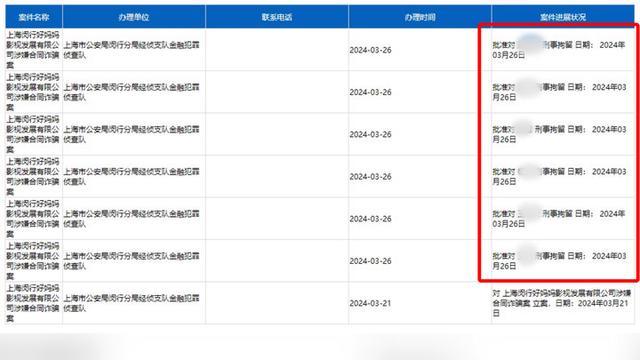 案件名称 办理单位 联系电话 办理时间 案件进展状况
上海闵行好妈妈
影视发展有限公
司涉嫌合同诈骗
案
上海市公安局闵行分局经侦支队金融犯罪
侦查队
2024-03-26
批准对 刑事拘留 日期： 2024年
03月26日
上海闵行好妈妈
影视发展有限公
司涉嫌合同诈骗
案
上海市公安局闵行分局经侦支队金融犯罪
侦查队
2024-03-26
批准对 刑事拘留 日期： 2024年03
月26日
上海闵行好妈妈
影视发展有限公
司涉嫌合同诈骗
案
上海市公安局闵行分局经侦支队金融犯罪
侦查队
2024-03-26
批准对 刑事拘留 日期： 2024年03
月26日
上海闵行好妈妈
影视发展有限公
司涉嫌合同诈骗
案
上海市公安局闵行分局经侦支队金融犯罪
侦查队
2024-03-26
批准对 刑事拘留 日期： 2024年03
月26日
上海闵行好妈妈
影视发展有限公
司涉嫌合同诈骗
案
上海市公安局闵行分局经侦支队金融犯罪
侦查队
2024-03-26
批准对 刑事拘留 日期： 2024年
03月26日
上海闵行好妈妈
影视发展有限公
司涉嫌合同诈骗
案
上海市公安局闵行分局经侦支队金融犯罪
侦查队
2024-03-26
批准对 刑事拘留 日期： 2024年03
月26日
上海闵行好妈妈
影视发展有限公
司涉嫌合同诈骗
案
上海市公安局闵行分局经侦支队金融犯罪
侦查队
2024-03-21
对 上海闵行好妈妈影视发展有限公司涉嫌
合同诈骗案 立案，日期：2024年03月21
日